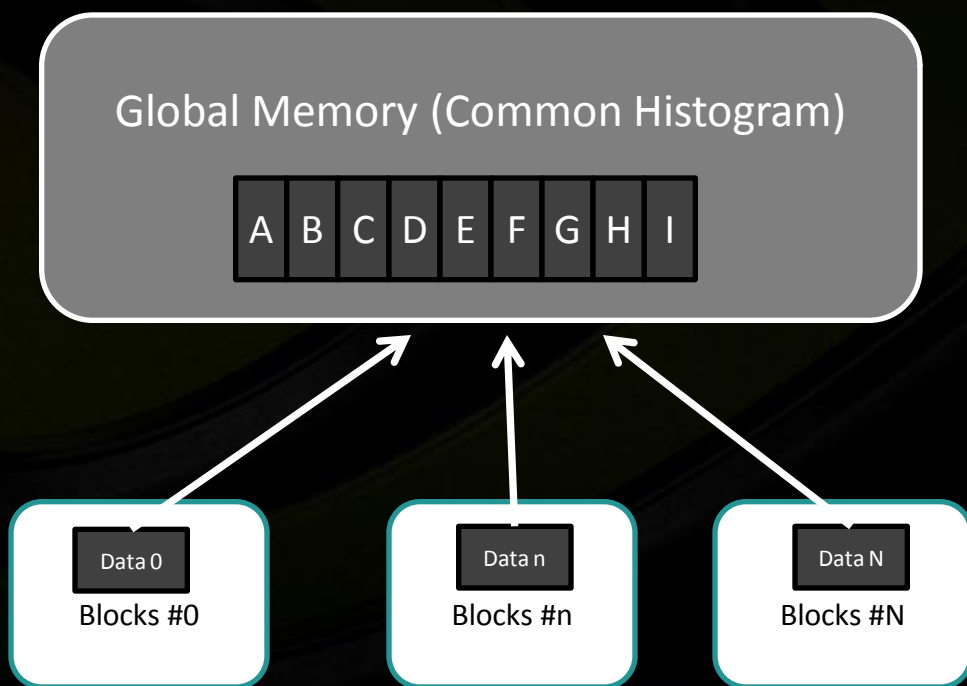 Global Memory (Common Histogram)
A B C D E F G H I
Data 0
Data n
Data N
Blocks #0
Blocks #n
Blocks #N